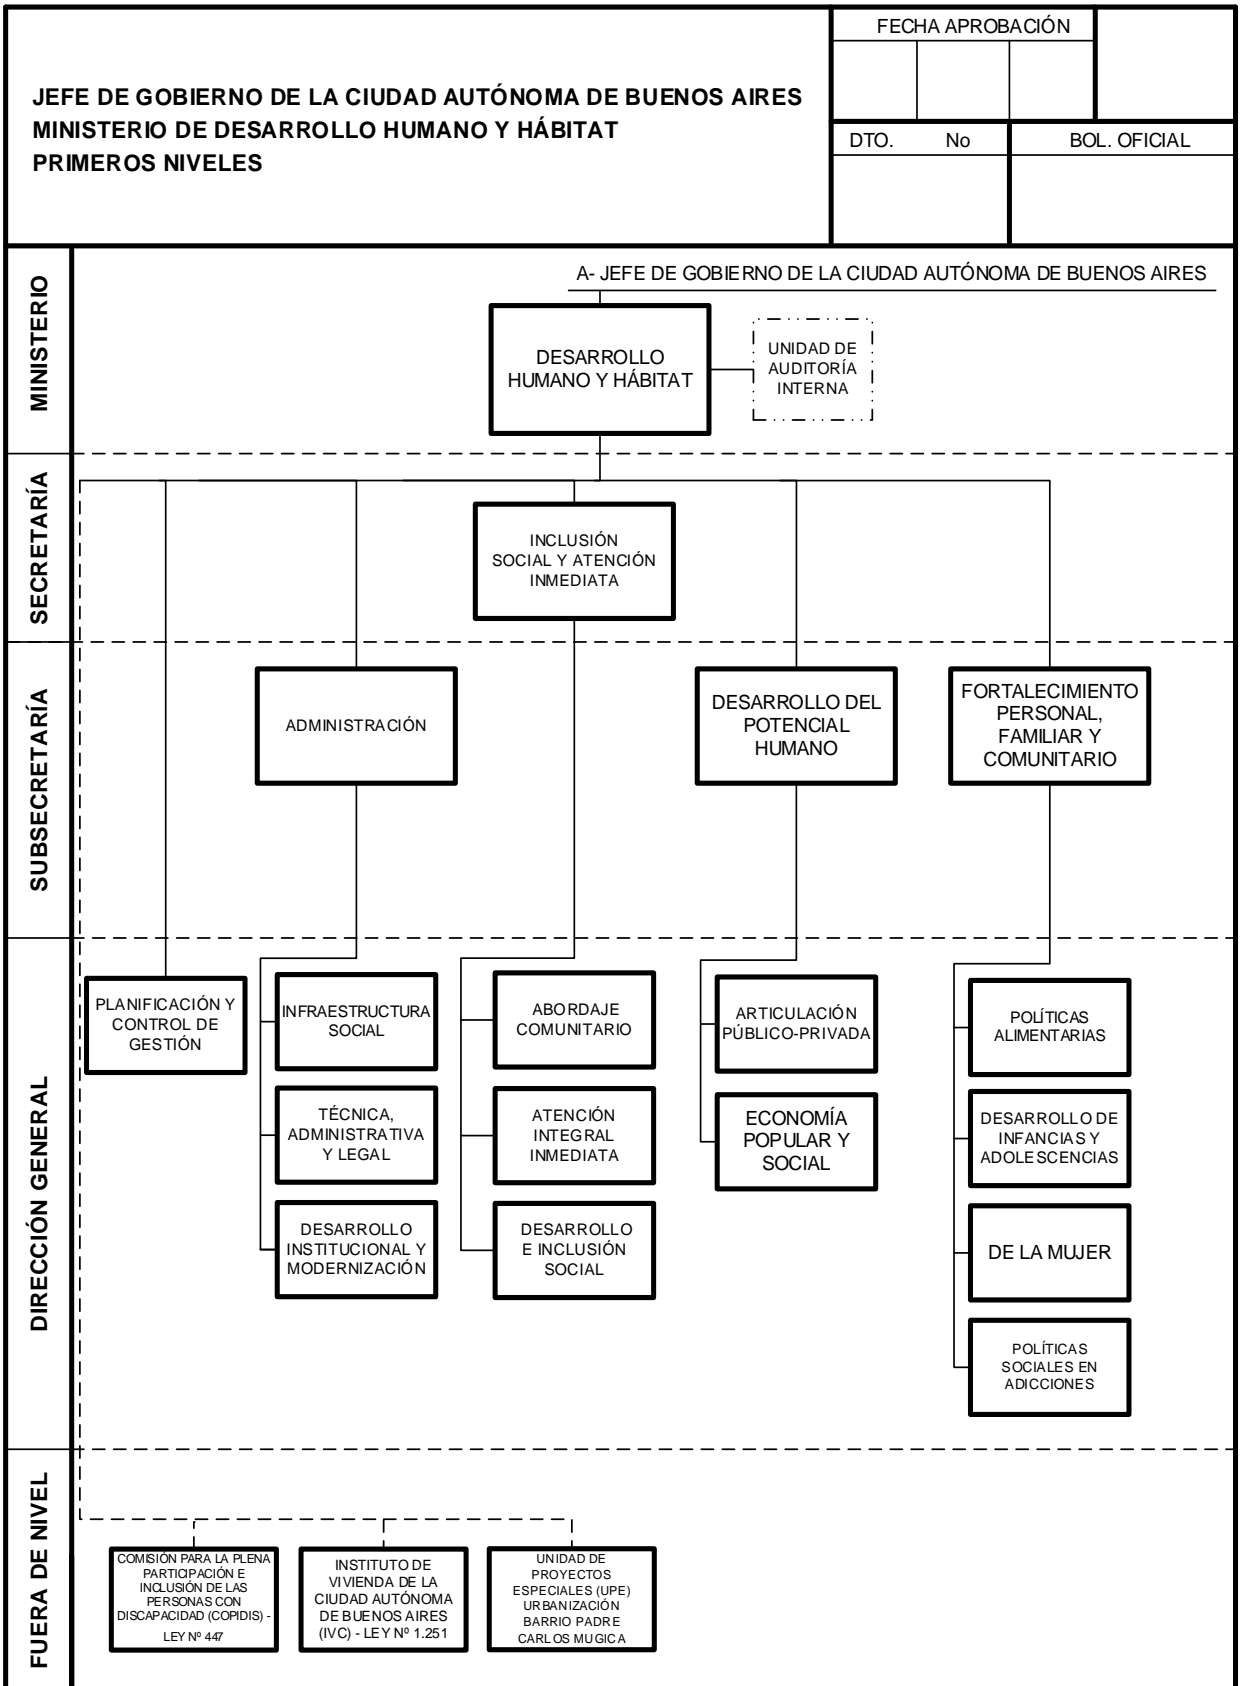 JEFE DE GOBIERNO DE LA CIUDAD AUTÓNOMA DE BUENOS AIRES
MINISTERIO DE DESARROLLO HUMANO Y HÁBITAT
PRIMEROS NIVELES
FECHA APROBACIÓN
DTO. No
BOL. OFICIAL
MINISTERIO
A- JEFE DE GOBIERNO DE LA CIUDAD AUTÓNOMA DE BUENOS AIRES
DESARROLLO
HUMANO Y HÁBITAT
UNIDAD DE
AUDITORÍA
INTERNA
SECRETARÍA
INCLUSIÓN
SOCIAL Y ATENCIÓN
INMEDIATA
SUBSECRETARÍA
ADMINISTRACIÓN
DESARROLLO DEL
POTENCIAL
HUMANO
FORTALECIMIENTO
PERSONAL,
FAMILIAR Y
COMUNITARIO
DIRECCIÓN GENERAL
PLANIFICACIÓN Y
CONTROL DE
GESTIÓN
INFRAESTRUCTURA
SOCIAL
TÉCNICA,
ADMINISTRATIVA
Y LEGAL
DESARROLLO
INSTITUCIONAL Y
MODERNIZACIÓN
ABORDAJE
COMUNITARIO
ATENCIÓN
INTEGRAL
INMEDIATA
DESARROLLO
E INCLUSIÓN
SOCIAL
ARTICULACIÓN
PÚBLICO-PRIVADA
ECONOMÍA
POPULAR Y
SOCIAL
POLÍTICAS
ALIMENTARIAS
DESARROLLO DE
INFANCIAS Y
ADOLESCENCIAS
DE LA MUJER
POLÍTICAS
SOCIALES EN
ADICCIONES
FUERA DE NIVEL
COMISIÓN PARA LA PLENA
PARTICIPACIÓN E
INCLUSIÓN DE LAS
PERSONAS CON
DISCAPACIDAD (COPIDIS) -
LEY Nº 447
INSTITUTO DE
VIVIENDA DE LA
CIUDAD AUTÓNOMA
DE BUENOS AIRES
(IVC) - LEY Nº 1.251
UNIDAD DE
PROYECTOS
ESPECIALES (UPE)
URBANIZACIÓN
BARRIO PADRE
CARLOS MUGICA